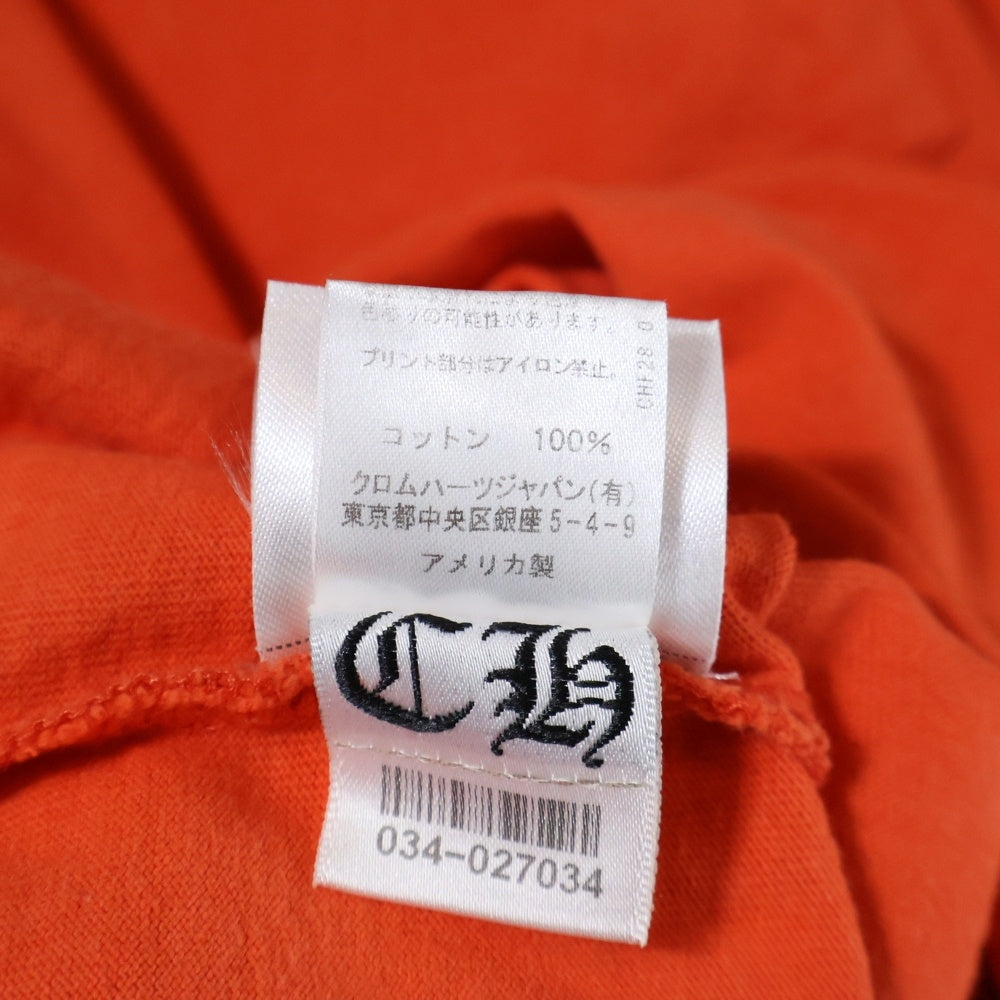 色移りの可能性があります。
プリント部分はアイロン禁止。
コットン 100%
クロムハーツジャパン(有)
東京都中央区銀座5-4-9
アメリカ製
CH
034-027034